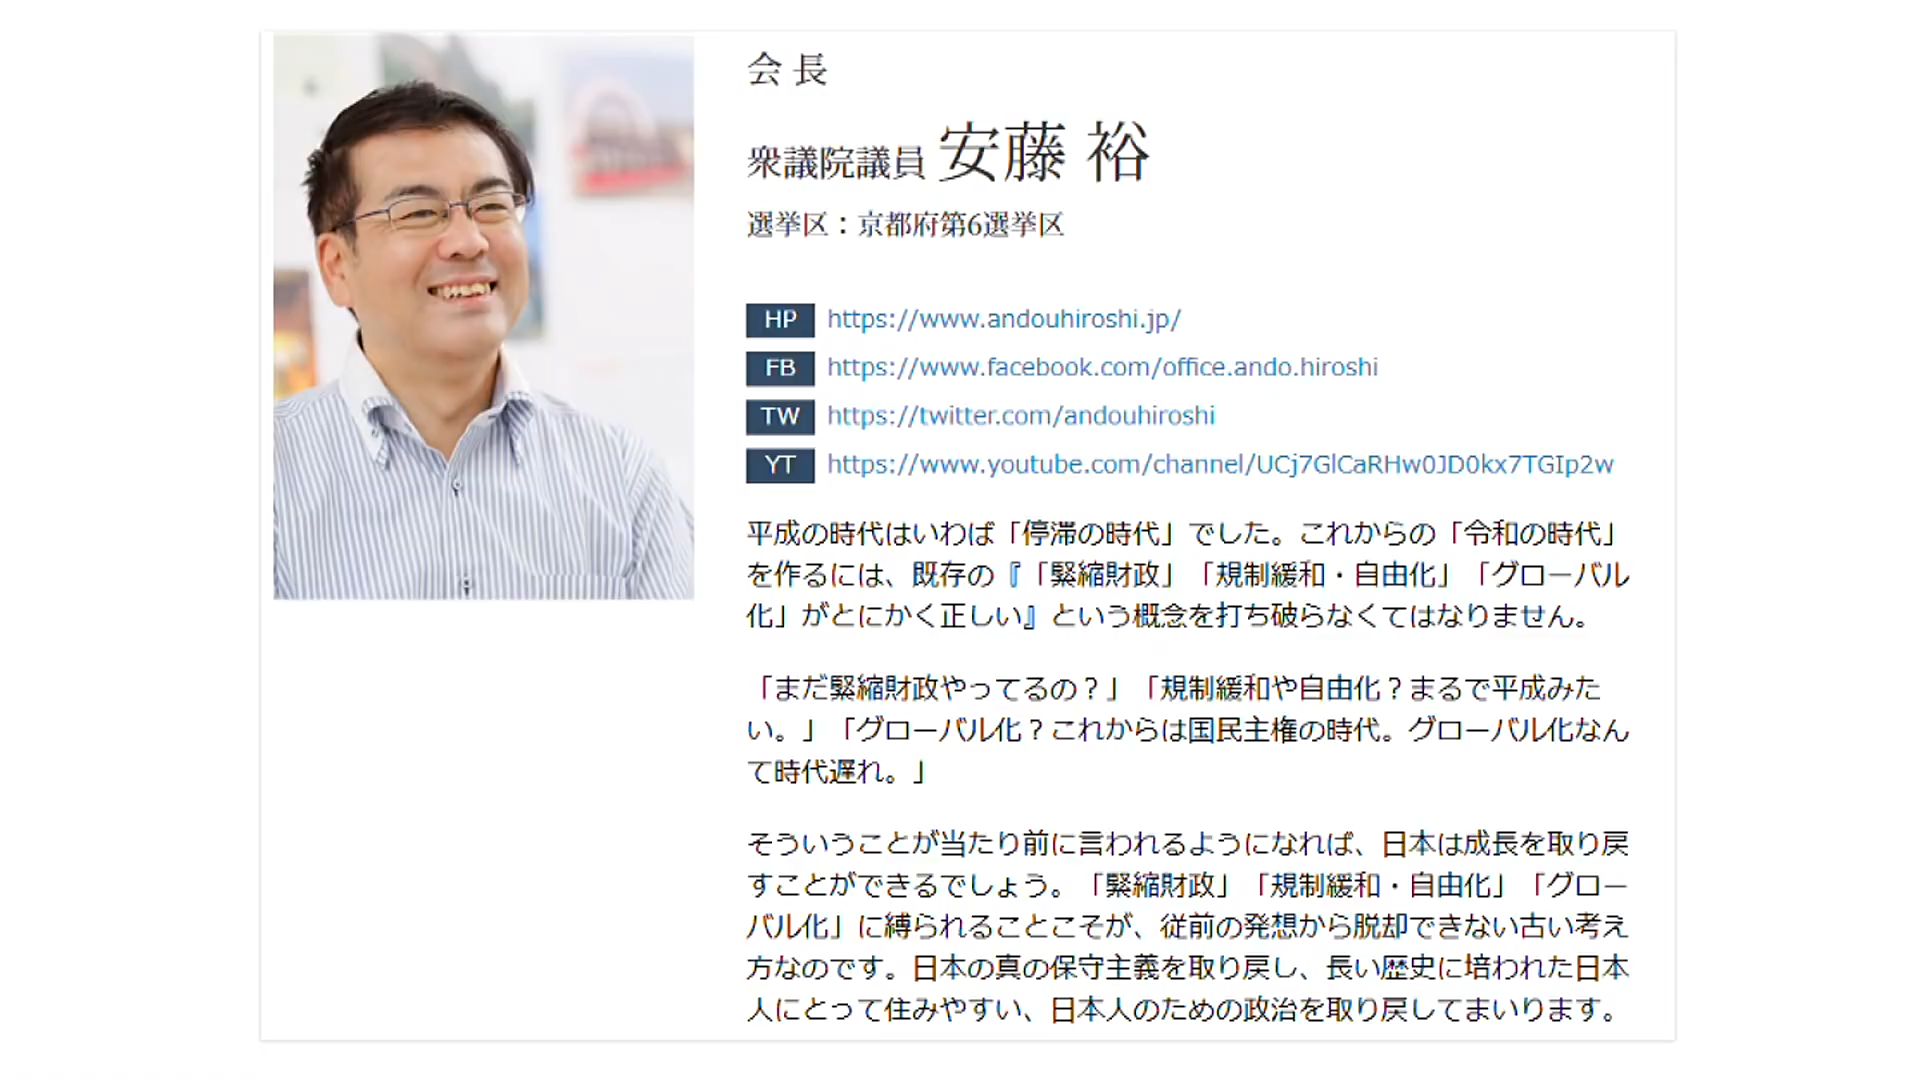 会 長
衆議院議員 安藤 裕
選挙区：京都府第6選挙区
HP https://www.andouhiroshi.jp/
FB https://www.facebook.com/office.ando.hiroshi
TW https://twitter.com/andouhiroshi
YT https://www.youtube.com/channel/UCj7GlCaRHw0JD0kx7TGIp2w
平成の時代はいわば「停滞の時代」でした。これからの「令和の時代」
を作るには、既存の『「緊縮財政」「規制緩和・自由化」「グローバル
化」がとにかく正しい』という概念を打ち破らなくてはなりません。
「まだ緊縮財政やってるの？」「規制緩和や自由化？まるで平成みた
い。」「グローバル化？これからは国民主権の時代。グローバル化なん
て時代遅れ。」
そういうことが当たり前に言われるようになれば、日本は成長を取り戻
すことができるでしょう。「緊縮財政」「規制緩和・自由化」「グロー
バル化」に縛られることこそが、従前の発想から脱却できない古い考え
方なのです。日本の真の保守主義を取り戻し、長い歴史に培われた日本
人にとって住みやすい、日本人のための政治を取り戻してまいります。